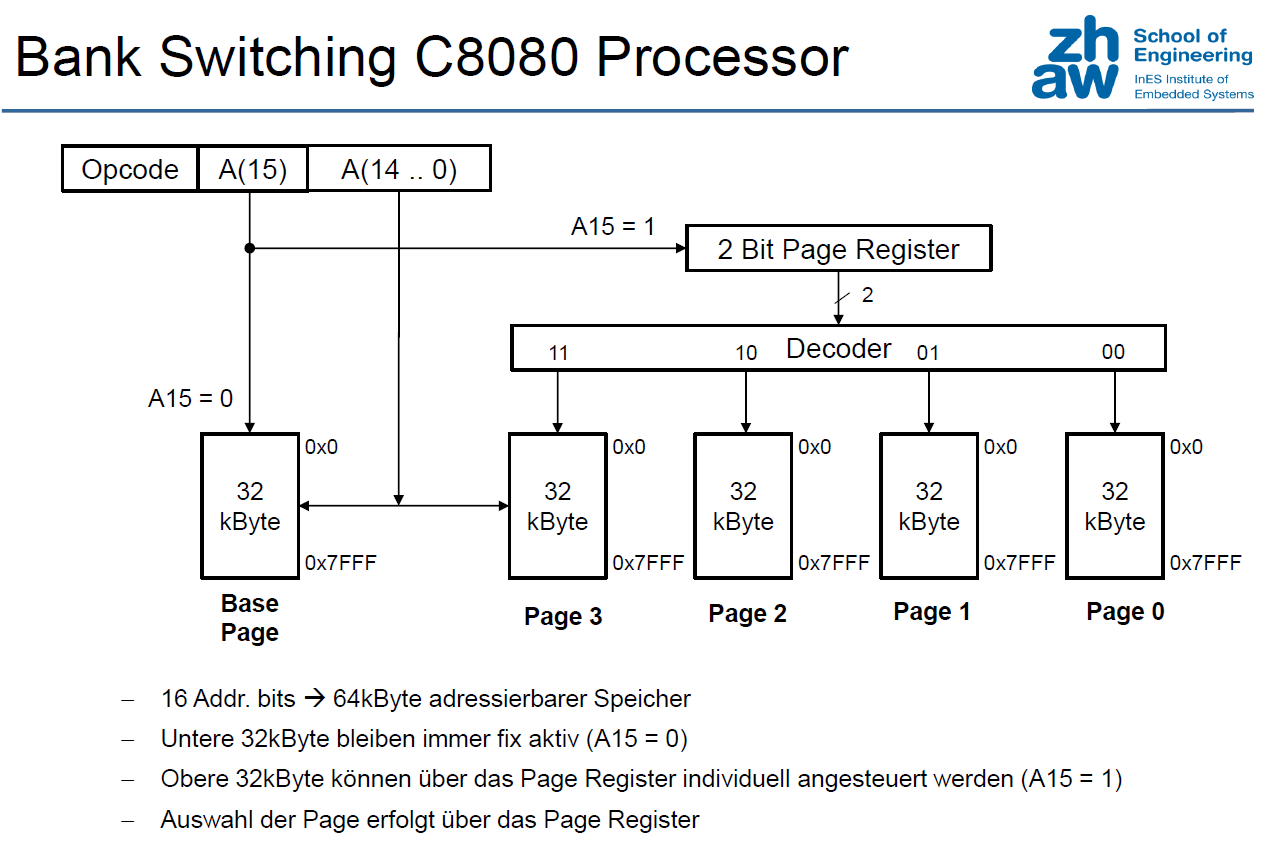 Bank Switching C8080 Processor
zh
aw
School of
Engineering
InES Institute of
Embedded Systems
Opcode A(15) A(14 .. 0)
A15 = 1
2 Bit Page Register
2
11 10 Decoder 01 00
A15 = 0
0x0 0x0 0x0 0x0 0x0
32 32 32 32 32
kByte kByte kByte kByte kByte
0x7FFF 0x7FFF 0x7FFF 0x7FFF 0x7FFF
Base
Page
Page 3 Page 2 Page 1 Page 0
– 16 Addr. bits → 64kByte adressierbarer Speicher
– Untere 32kByte bleiben immer fix aktiv (A15 = 0)
– Obere 32kByte können über das Page Register individuell angesteuert werden (A15 = 1)
– Auswahl der Page erfolgt über das Page Register